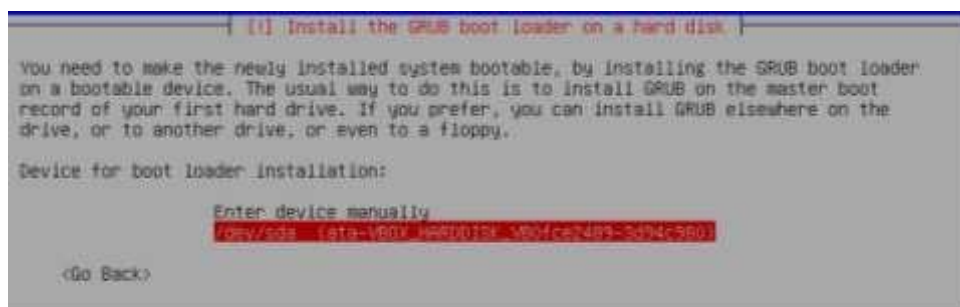 [!] Install the GRUB boot loader on a hard disk
You need to make the newly installed system bootable, by installing the GRUB boot loader
on a bootable device. The usual way to do this is to install GRUB on the master boot
record of your first hard drive. If you prefer, you can install GRUB elsewhere on the
drive, or to another drive, or even to a floppy.
Device for boot loader installation:
Enter device manually
/dev/sda (ata-VBOX_HARDDISK_VB0fce2489-3d94c980)
<Go Back>